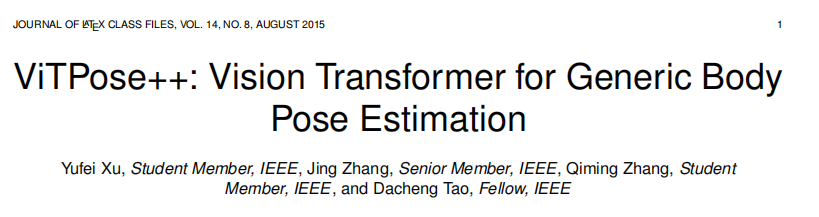 JOURNAL OF LATEX CLASS FILES, VOL. 14, NO. 8, AUGUST 2015 1
ViTPose++: Vision Transformer for Generic Body
Pose Estimation
Yufei Xu, Student Member, IEEE, Jing Zhang, Senior Member, IEEE, Qiming Zhang, Student
Member, IEEE, and Dacheng Tao, Fellow, IEEE